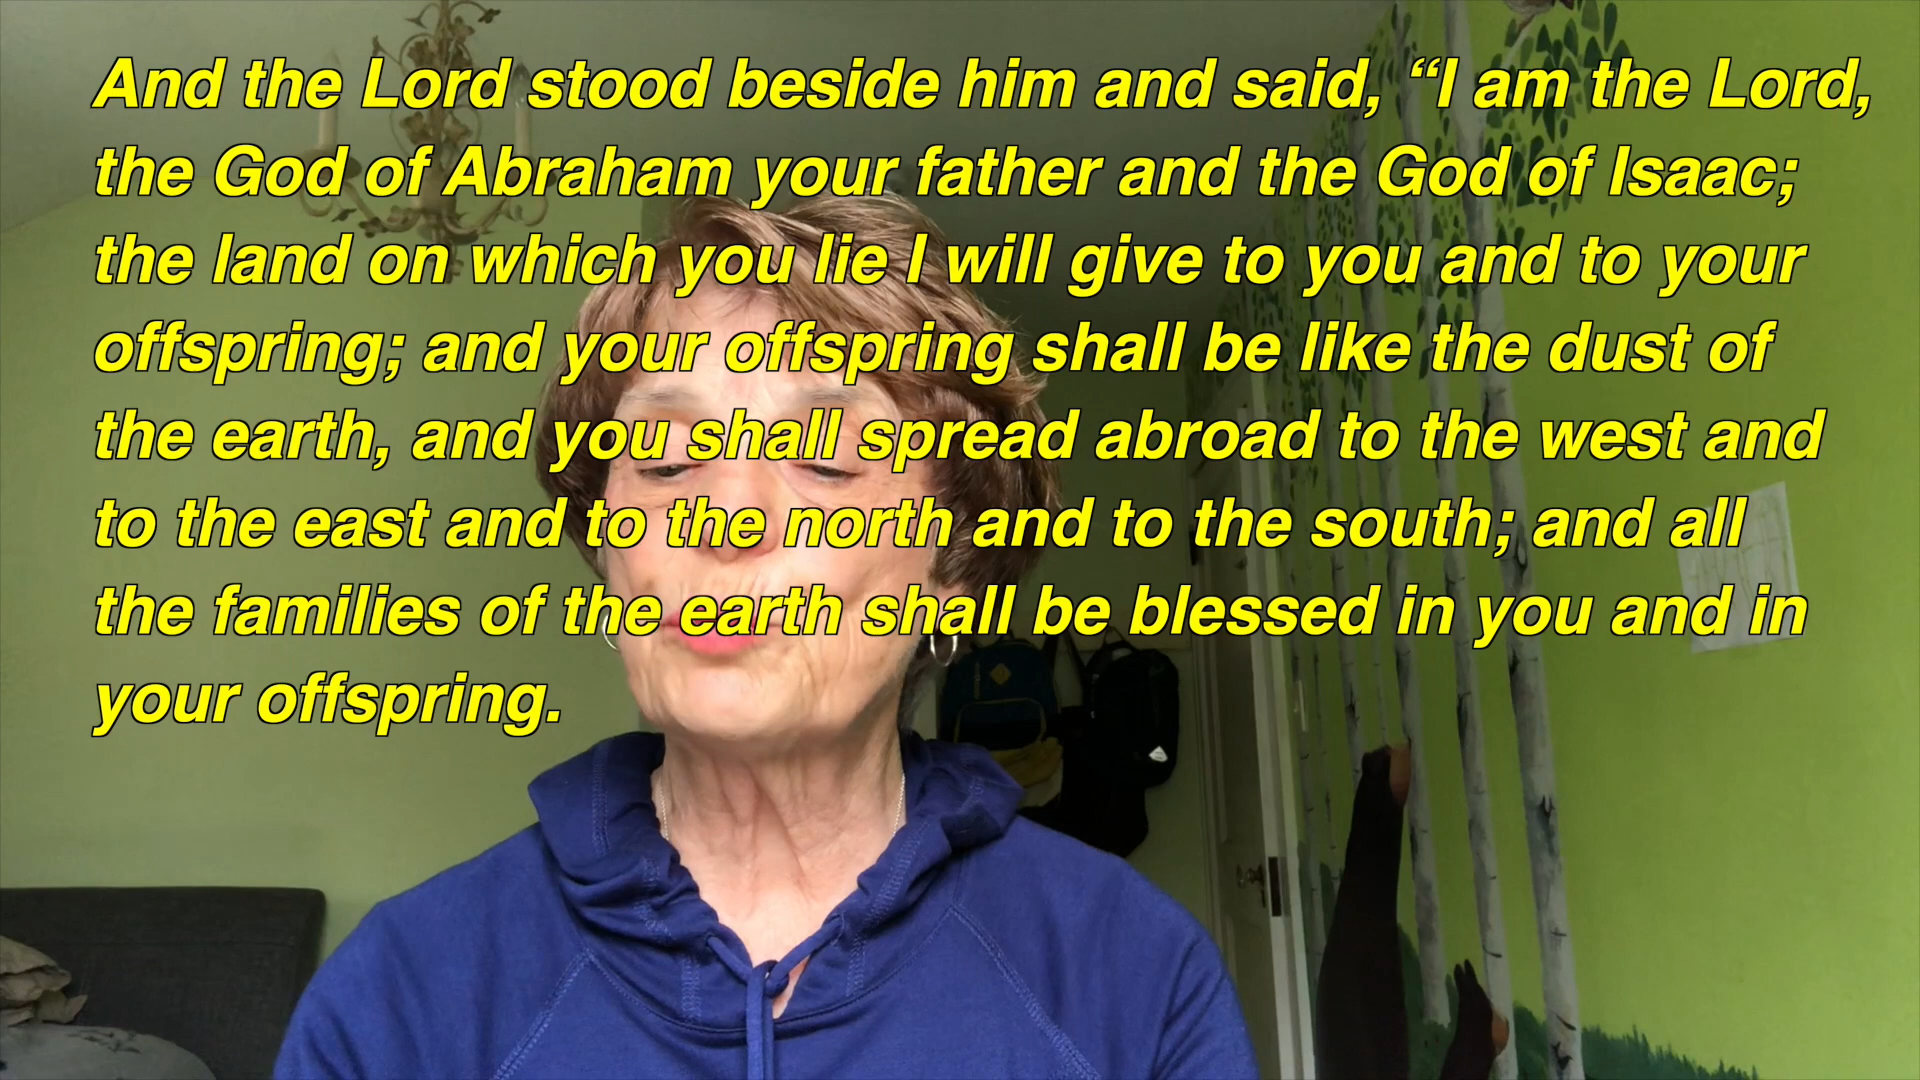 And the Lord stood beside him and said, “I am the Lord,
the God of Abraham your father and the God of Isaac;
the land on which you lie I will give to you and to your
offspring; and your offspring shall be like the dust of
the earth, and you shall spread abroad to the west and
to the east and to the north and to the south; and all
the families of the earth shall be blessed in you and in
your offspring.